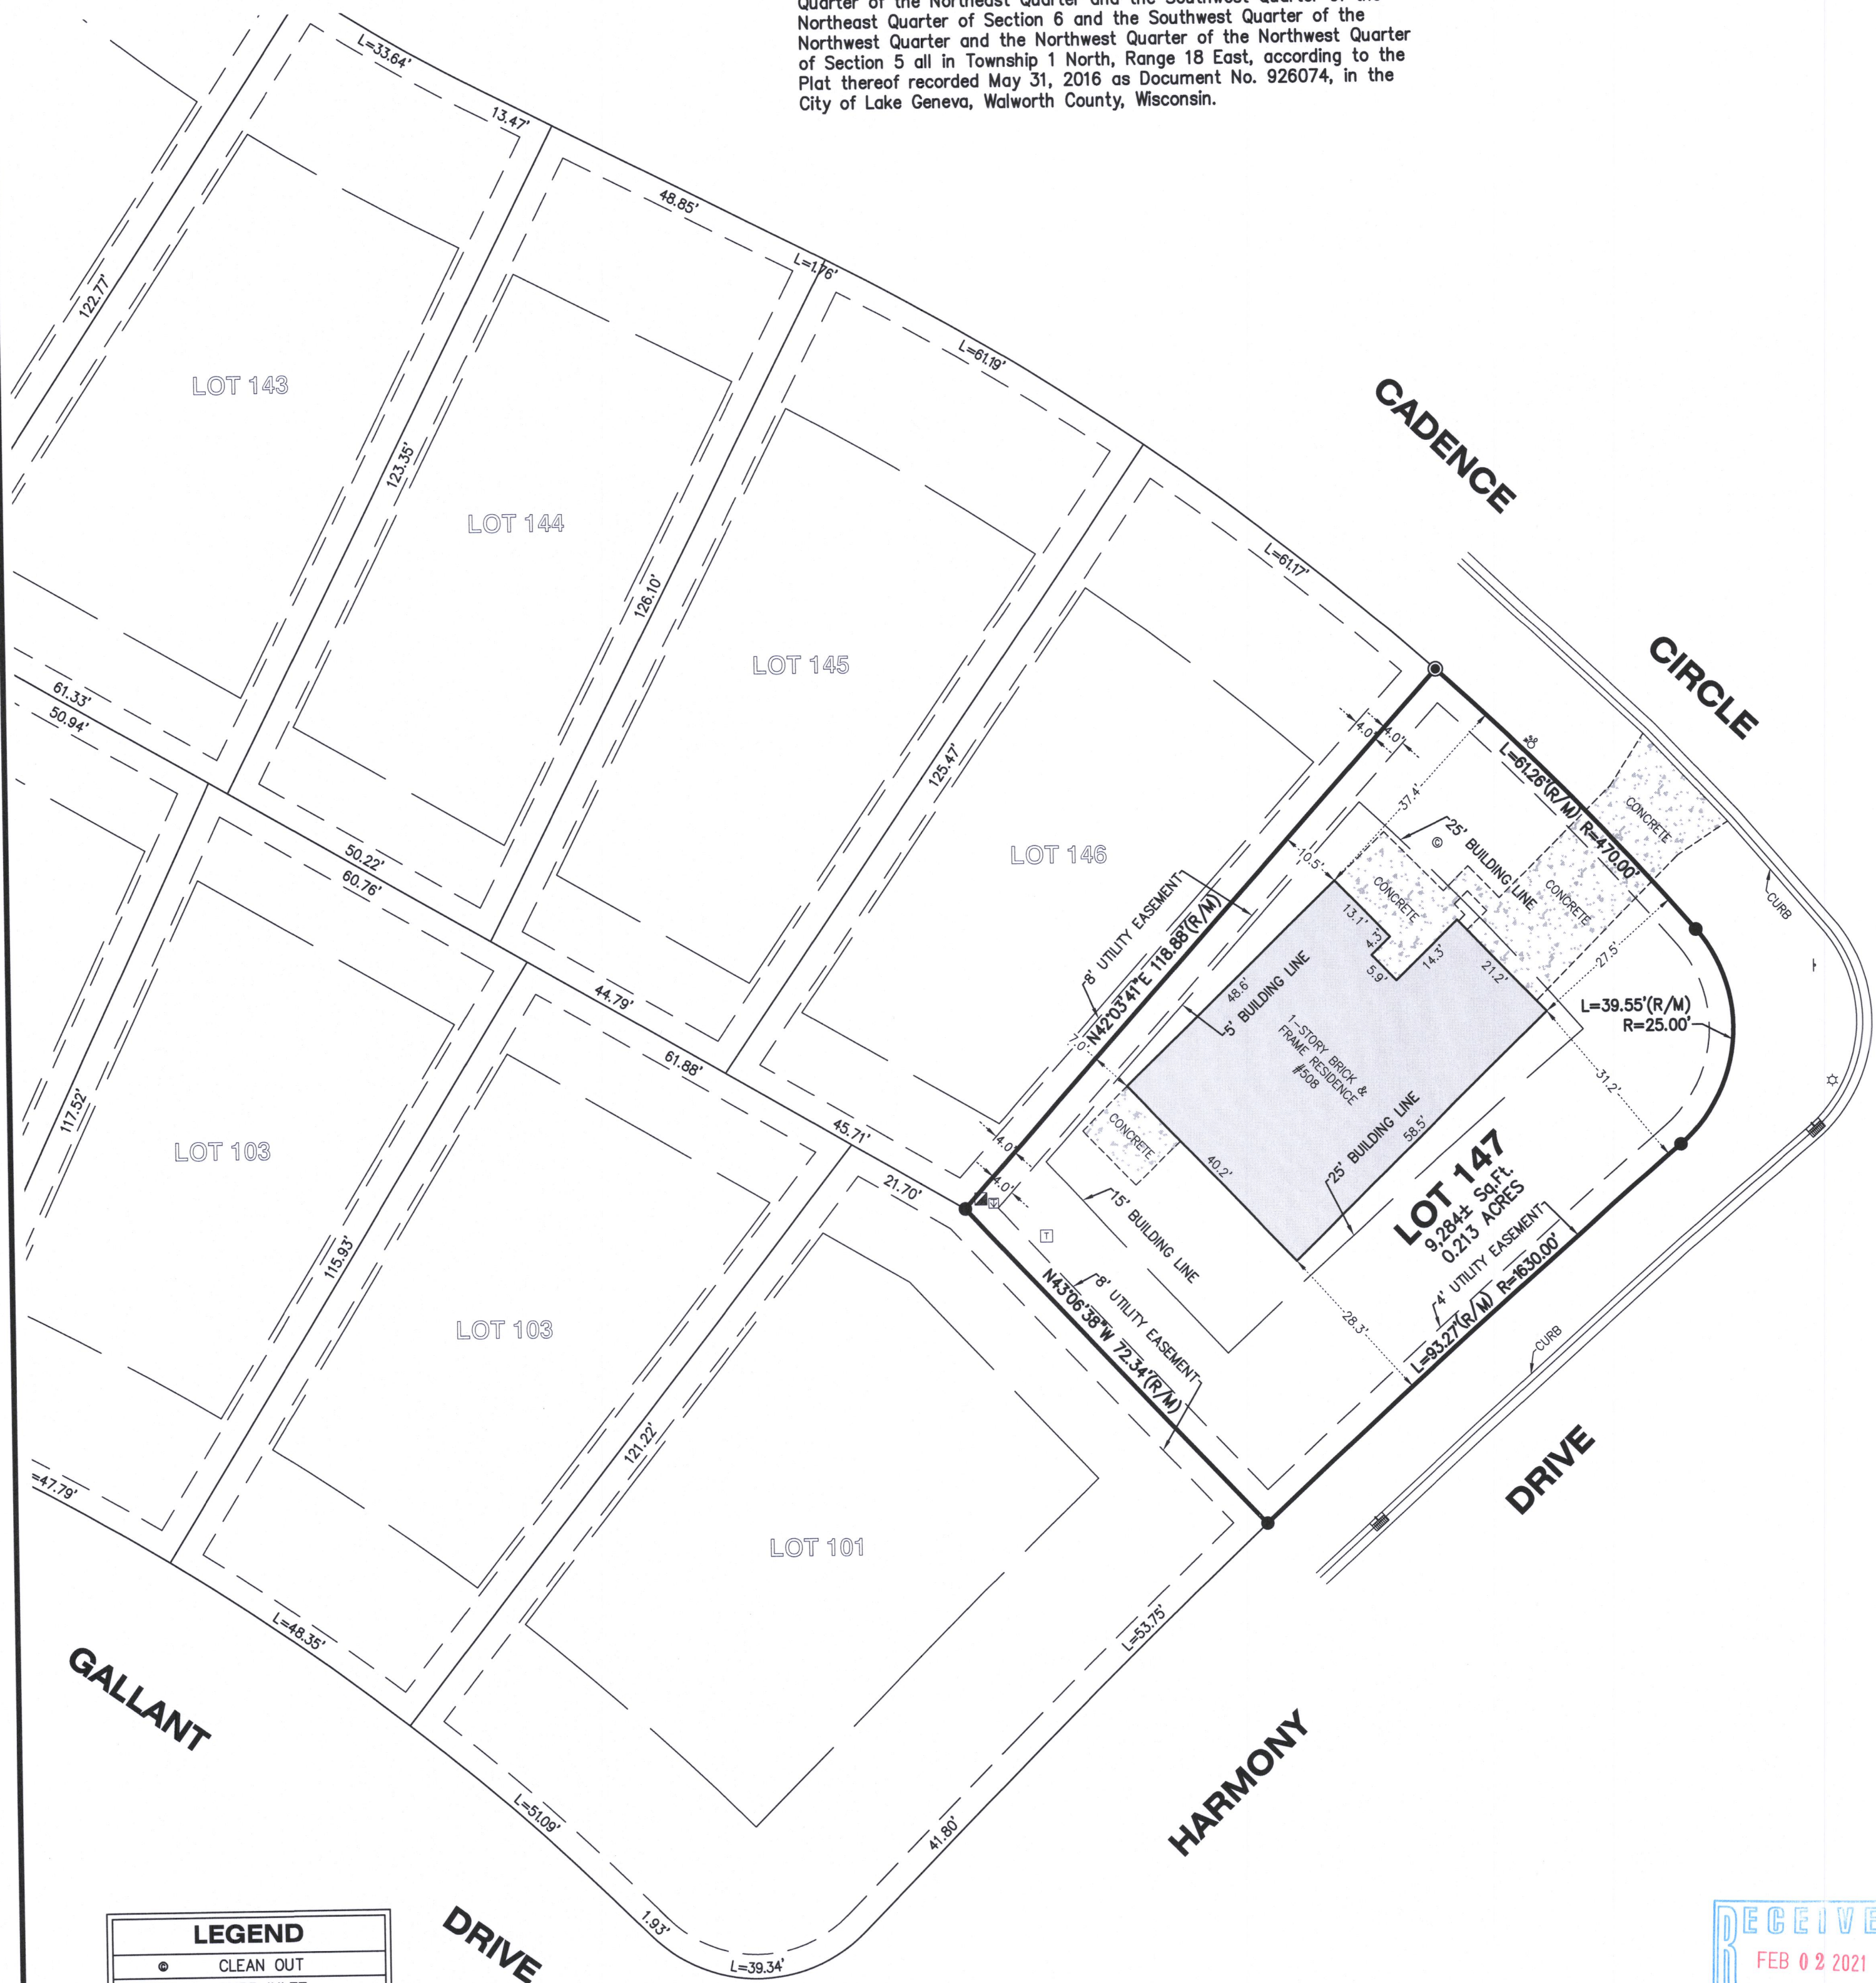 Quarter of the Northeast Quarter and the Southwest Quarter of the
Northeast Quarter of Section 6 and the Southwest Quarter of the
Northwest Quarter and the Northwest Quarter of the Northwest Quarter
of Section 5 all in Township 1 North, Range 18 East, according to the
Plat thereof recorded May 31, 2016 as Document No. 926074, in the
City of Lake Geneva, Walworth County, Wisconsin.
L=33.64'
13.47'
48.85'
L=1.76'
L=61.19'
L=61.17'
CADENCE
CIRCLE
122.77'
LOT 143
123.35'
LOT 144
126.10'
LOT 145
125.47'
LOT 146
61.33'
50.94'
50.22'
60.76'
44.79'
61.88'
45.71'
21.70'
4.0'
4.0'
37.4'
L=61.26'(R/M) R=470.00'
CONCRETE
25' BUILDING LINE
©
CONCRETE
CONCRETE
CURB
10.5'
8' UTILITY EASEMENT
N42°03'41"E 118.88'(R/M)
13.1'
4.3'
5.9'
14.3'
21.2'
27.5'
L=39.55'(R/M)
R=25.00'
48.6'
5' BUILDING LINE
1-STORY BRICK &
FRAME RESIDENCE
#508
7.0'
31.2'
CONCRETE
40.2'
58.5'
25' BUILDING LINE
4.0'
4.0'
T
15' BUILDING LINE
LOT 147
9,284± Sq.Ft.
0.213 ACRES
4' UTILITY EASEMENT
L=93.27'(R/M) R=1630.00'
28.3'
8' UTILITY EASEMENT
N43°06'38"W 72.34'(R/M)
CURB
DRIVE
117.52'
LOT 103
115.93'
LOT 103
121.22'
LOT 101
=47.79'
L=48.35'
L=51.09'
1.93'
L=39.34'
41.80'
L=53.75'
GALLANT
DRIVE
HARMONY
LEGEND
© CLEAN OUT
RECEIVE
FEB 02 2021